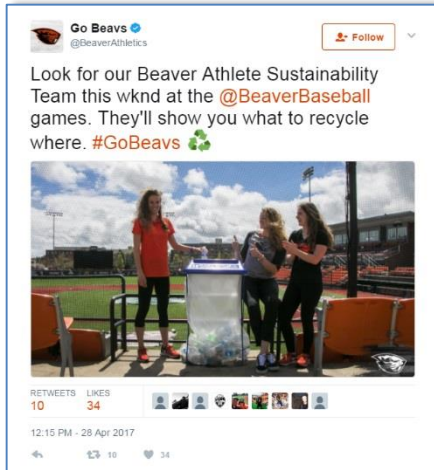 Go Beavs
@BeaverAthletics
Follow
Look for our Beaver Athlete Sustainability
Team this wknd at the @BeaverBaseball
games. They'll show you what to recycle
where. #GoBeavs
RETWEETS LIKES
10 34
12:15 PM - 28 Apr 2017
10 34